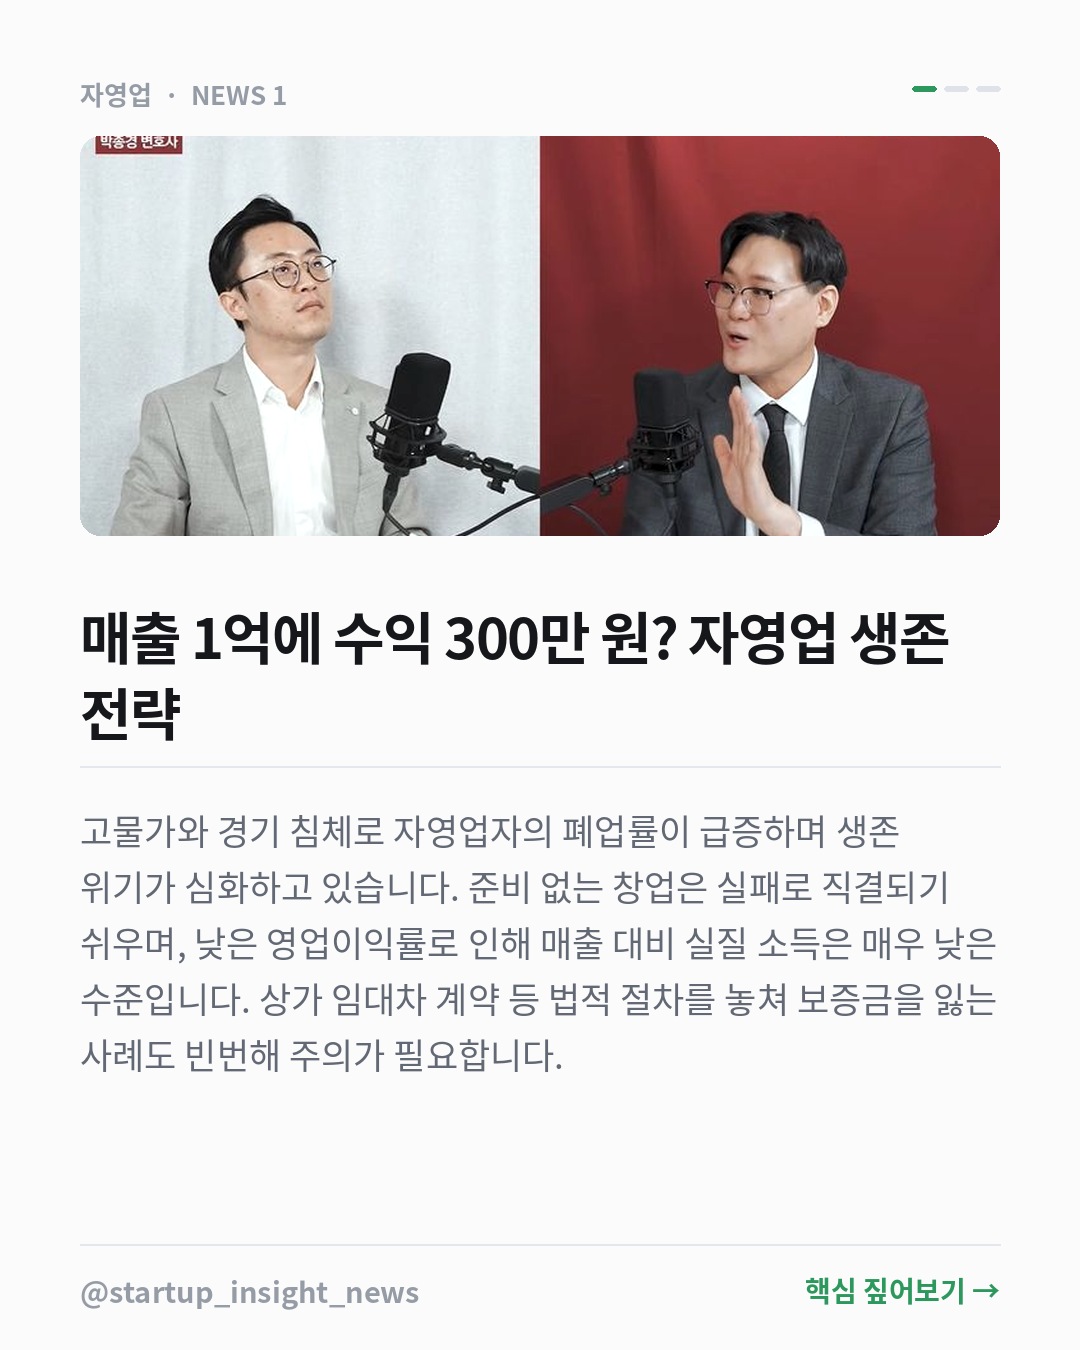 자영업 · NEWS 1
박종경 변호사
매출 1억에 수익 300만 원? 자영업 생존
전략
고물가와 경기 침체로 자영업자의 폐업률이 급증하며 생존
위기가 심화하고 있습니다. 준비 없는 창업은 실패로 직결되기
쉬우며, 낮은 영업이익률로 인해 매출 대비 실질 소득은 매우 낮은
수준입니다. 상가 임대차 계약 등 법적 절차를 놓쳐 보증금을 잃는
사례도 빈번해 주의가 필요합니다.
@startup_insight_news
핵심 짚어보기 →